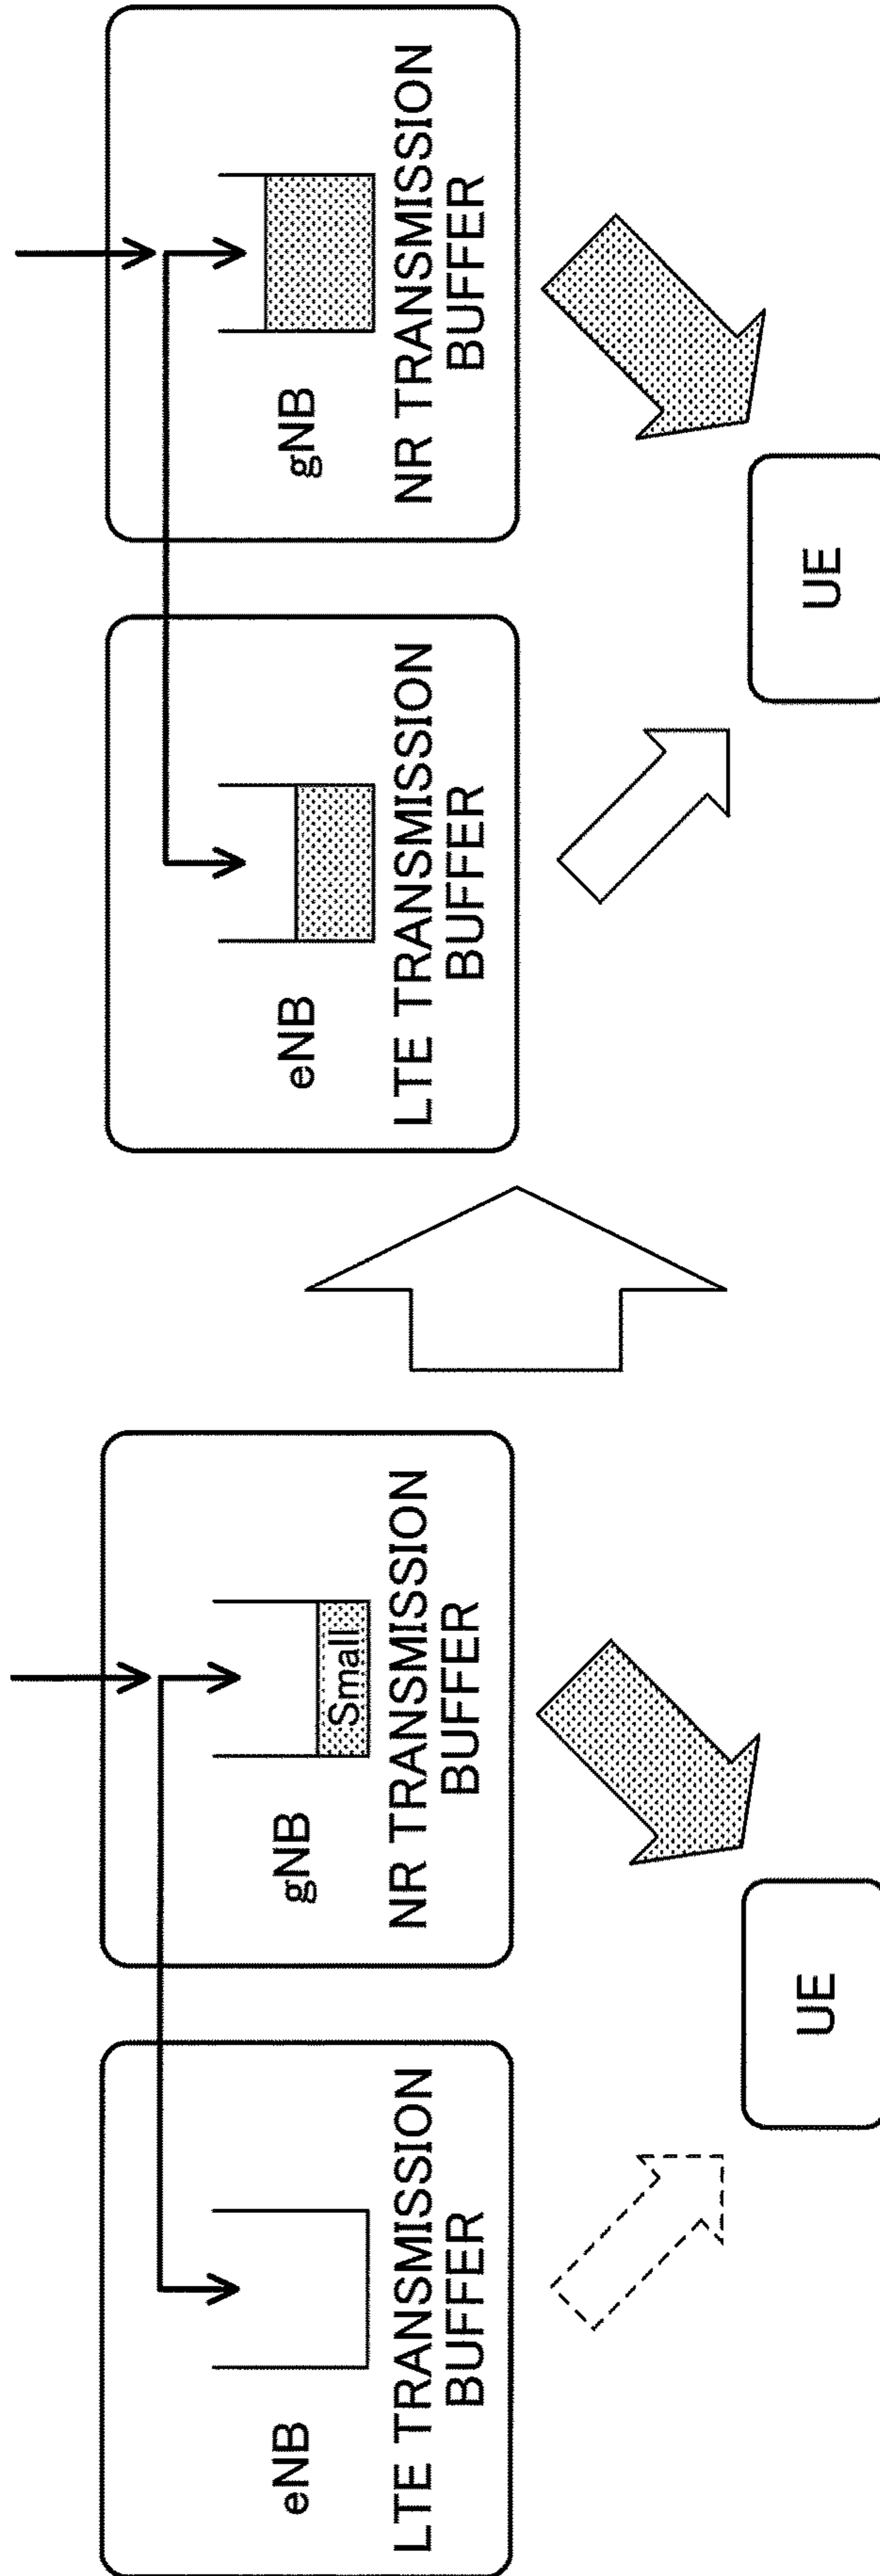 eNB
LTE TRANSMISSION
BUFFER
gNB
Small
NR TRANSMISSION
BUFFER
UE
eNB
LTE TRANSMISSION
BUFFER
gNB
NR TRANSMISSION
BUFFER
UE